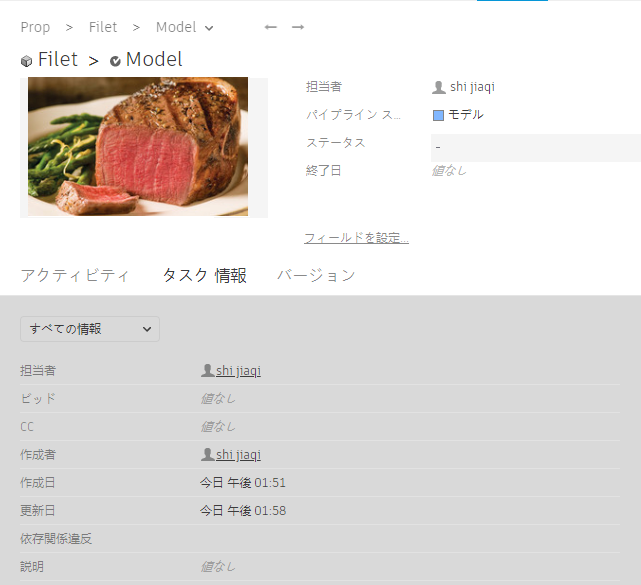 Prop > Filet > Model
Filet > Model
担当者 shi jiaqi
パイプライン ス... モデル
ステータス -
終了日 値なし
フィールドを設定...
アクティビティ タスク 情報 バージョン
すべての情報
担当者 shi jiaqi
ビッド 値なし
CC 値なし
作成者 shi jiaqi
作成日 今日 午後 01:51
更新日 今日 午後 01:58
依存関係違反
説明 値なし